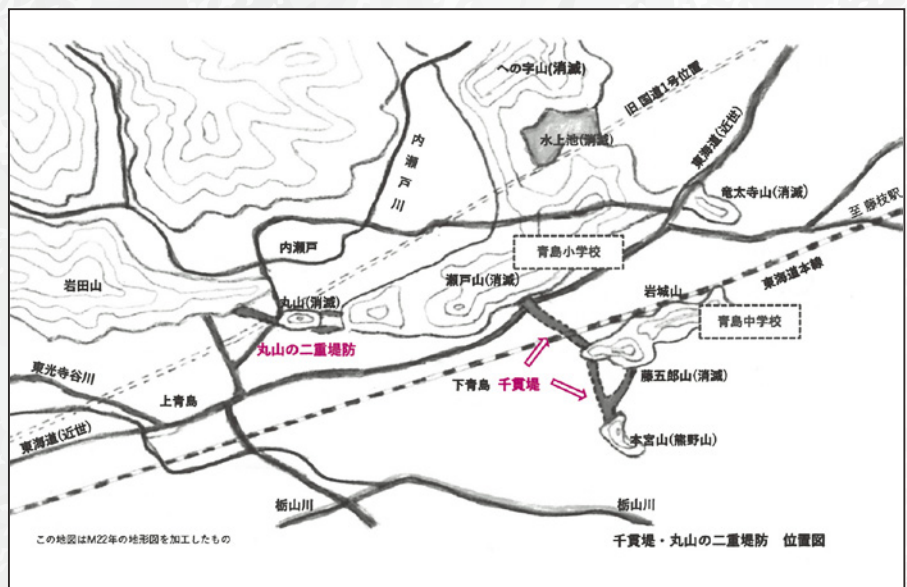 への字山(消滅)
旧国道1号位置
水上池(消滅)
東海道(近世)
竜太寺山(消滅)
至 藤枝駅
内瀬戸川
内瀬戸
青島小学校
東海道本線
岩田山
丸山(消滅)
瀬戸山(消滅)
岩城山
青島中学校
丸山の二重堤防
東光寺谷川
上青島
下青島
千貫堤
藤五郎山(消滅)
東海道(近世)
本宮山(熊野山)
栃山川
栃山川
この地図はM22年の地形図を加工したもの
千貫堤・丸山の二重堤防 位置図